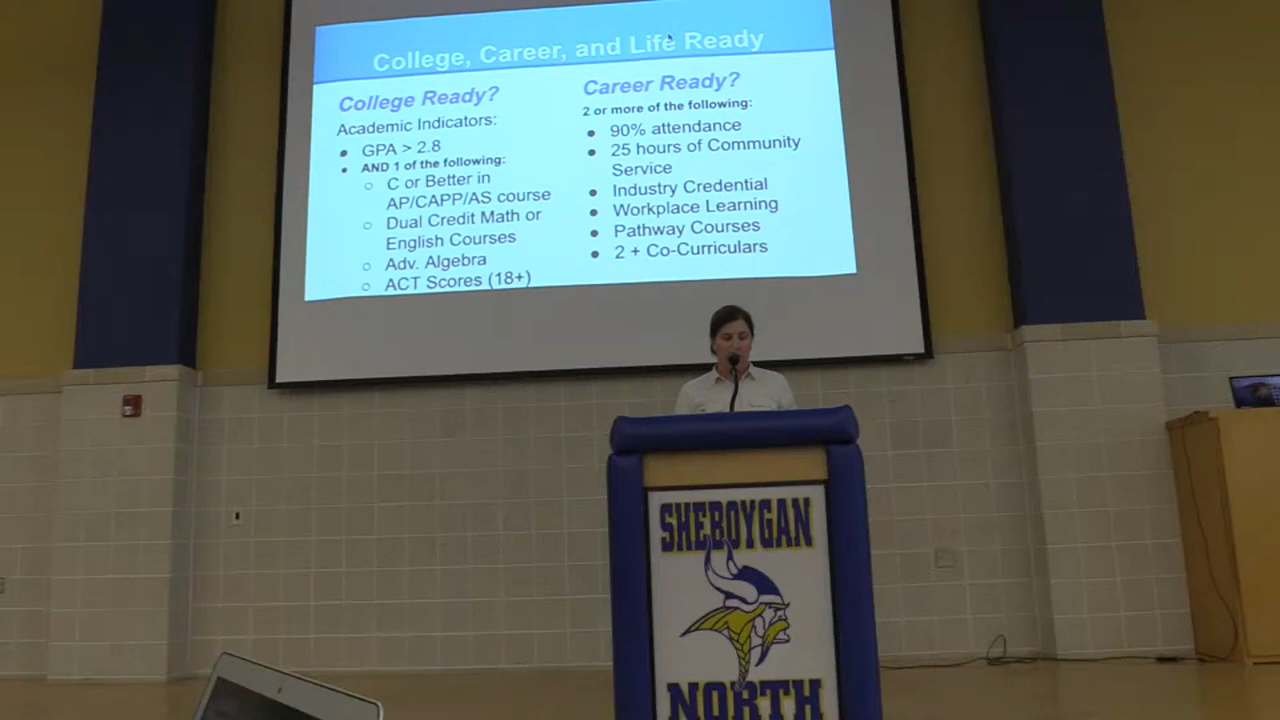 College, Career, and Life Ready
College Ready?
Academic Indicators:
● GPA > 2.8
● AND 1 of the following:
○ C or Better in
AP/CAPP/AS course
○ Dual Credit Math or
English Courses
○ Adv. Algebra
○ ACT Scores (18+)
Career Ready?
2 or more of the following:
● 90% attendance
● 25 hours of Community
Service
● Industry Credential
● Workplace Learning
● Pathway Courses
● 2 + Co-Curriculars
SHEBOYGAN
NORTH